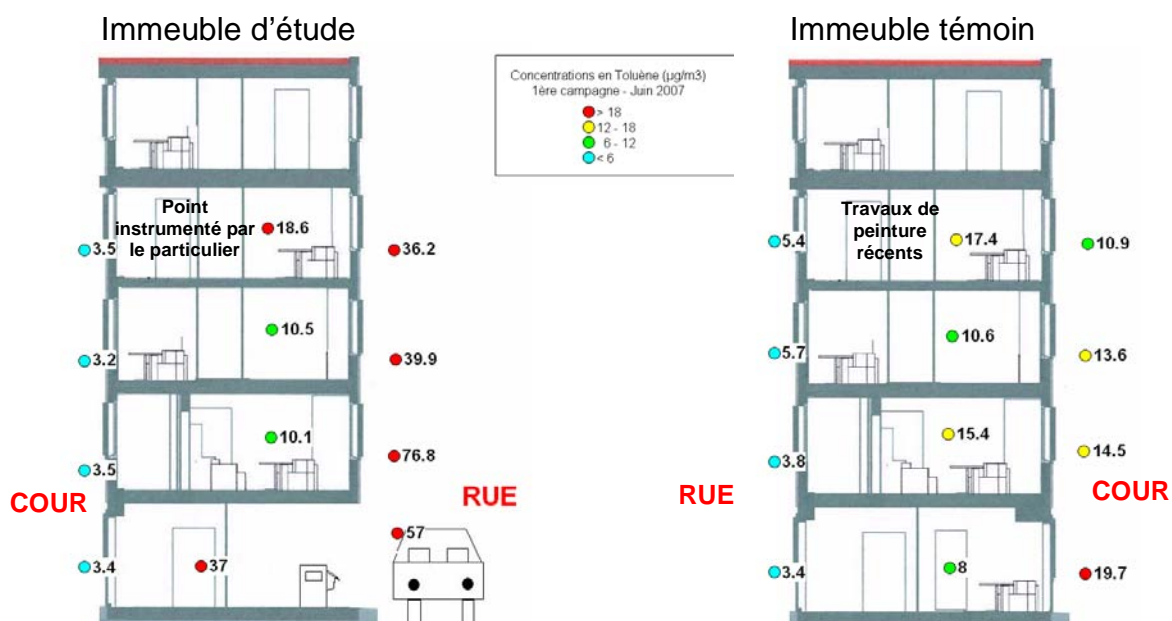 Immeuble d'étude
Immeuble témoin
Concentrations en Toluène (µg/m3)
1ère campagne - Juin 2007
> 18
12 - 18
6 - 12
< 6
Point
instrumenté par
le particulier
18.6
3.5
36.2
10.5
3.2
39.9
10.1
3.5
76.8
COUR
RUE
57
3.4
37
Travaux de
peinture
récents
17.4
5.4
10.9
10.6
5.7
13.6
15.4
3.8
14.5
RUE
COUR
3.4
8
19.7